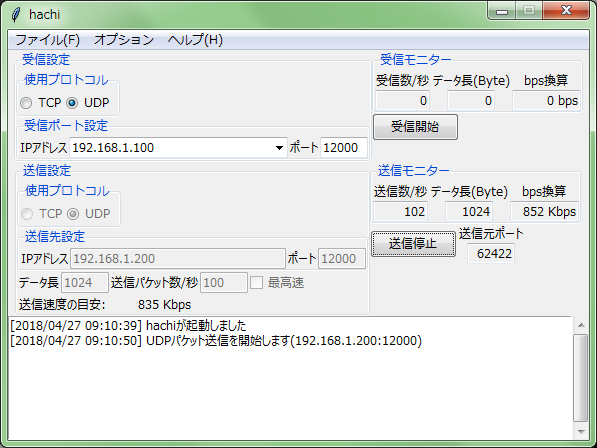 hachi
ファイル(F) オプション ヘルプ(H)
受信設定
使用プロトコル
TCP UDP
受信ポート設定
IPアドレス 192.168.1.100 ポート 12000
受信モニター
受信数/秒 データ長(Byte) bps換算
0 0 0 bps
受信開始
送信設定
使用プロトコル
TCP UDP
送信先設定
IPアドレス 192.168.1.200 ポート 12000
データ長 1024 送信パケット数/秒 100 最高速
送信速度の目安: 835 Kbps
送信モニター
送信数/秒 データ長(Byte) bps換算
102 1024 852 Kbps
送信停止 送信元ポート
62422
[2018/04/27 09:10:39] hachiが起動しました
[2018/04/27 09:10:50] UDPパケット送信を開始します(192.168.1.200:12000)